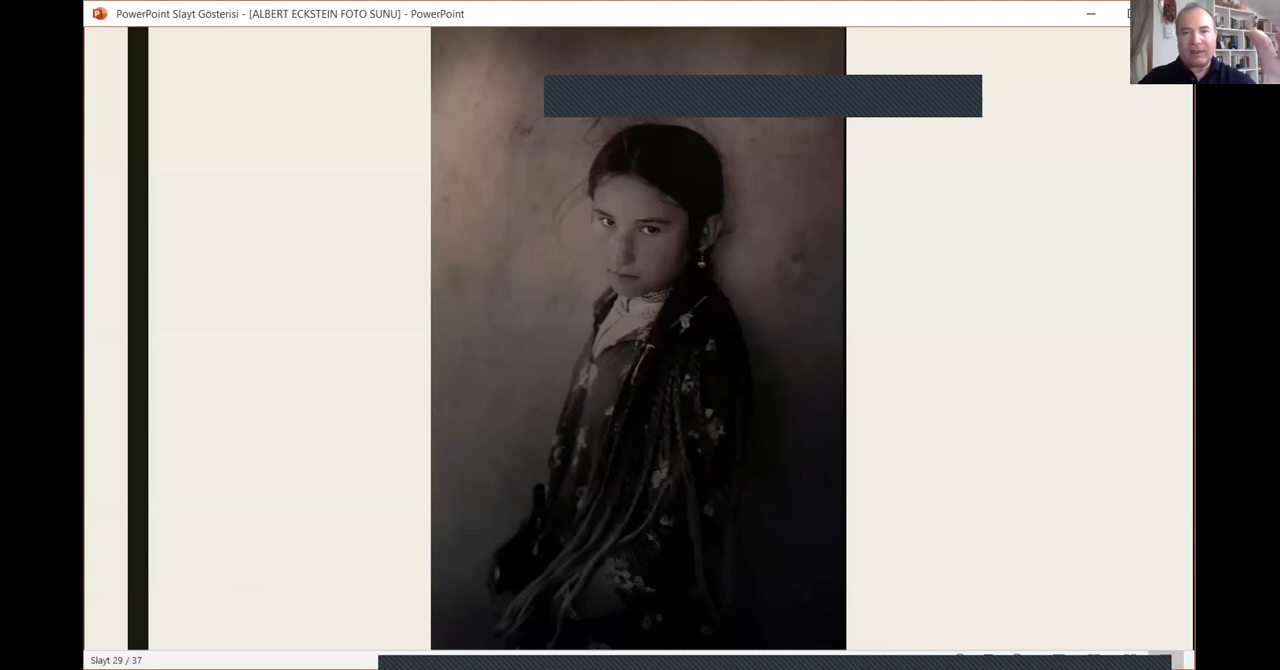 PowerPoint Slayt Gösterisi - [ALBERT ECKSTEIN FOTO SUNU] - PowerPoint
Slayt 29 / 37